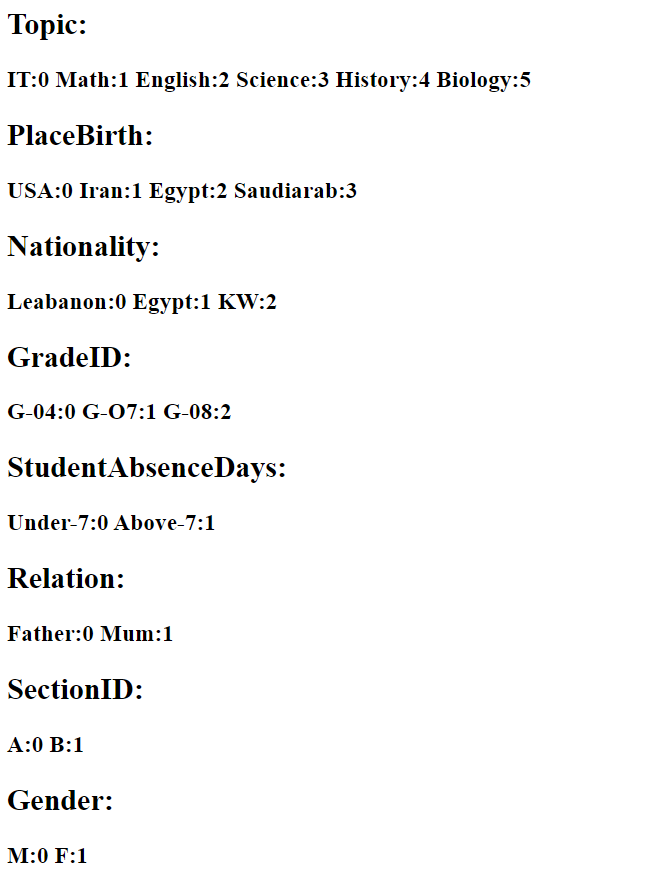 Topic:
IT:0 Math:1 English:2 Science:3 History:4 Biology:5
PlaceBirth:
USA:0 Iran:1 Egypt:2 Saudiarab:3
Nationality:
Leabanon:0 Egypt:1 KW:2
GradeID:
G-04:0 G-O7:1 G-08:2
StudentAbsenceDays:
Under-7:0 Above-7:1
Relation:
Father:0 Mum:1
SectionID:
A:0 B:1
Gender:
M:0 F:1